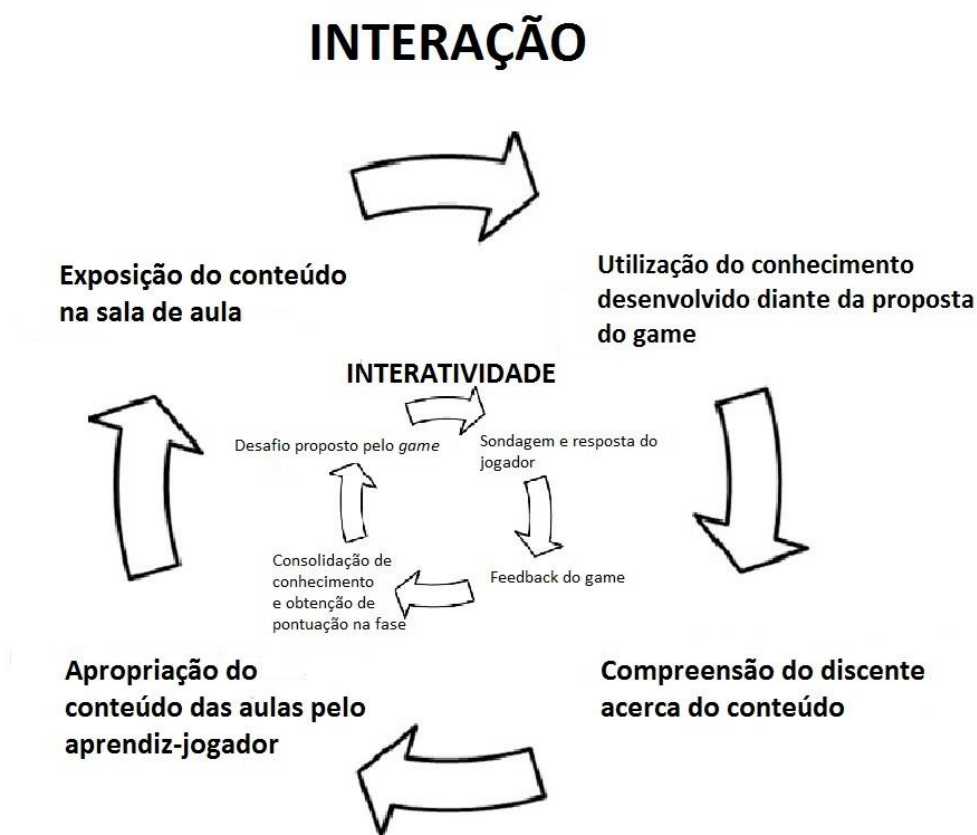 INTERAÇÃO
Exposição do conteúdo
na sala de aula
Utilização do conhecimento
desenvolvido diante da proposta
do game
INTERATIVIDADE
Desafio proposto pelo game
Sondagem e resposta do
jogador
Consolidação de
conhecimento
e obtenção de
pontuação na fase
Feedback do game
Apropriação do
conteúdo das aulas pelo
aprendiz-jogador
Compreensão do discente
acerca do conteúdo